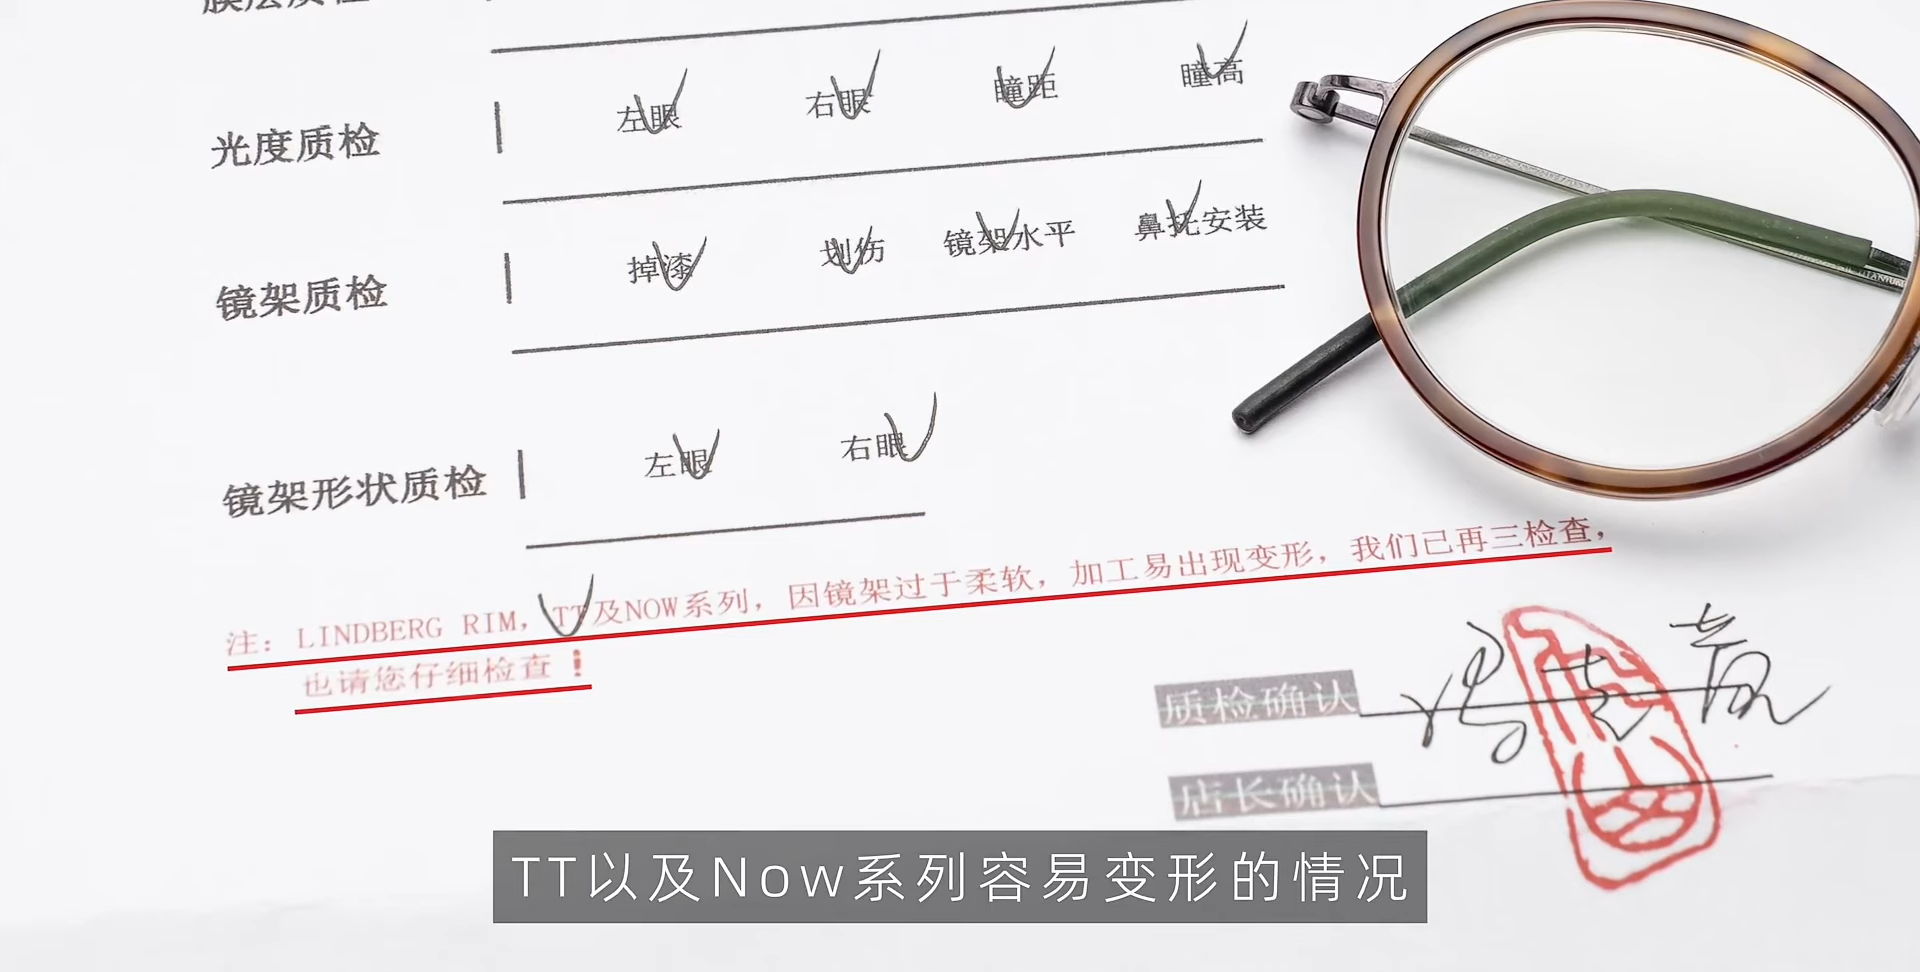 膜层质检
光度质检 左眼 右眼 瞳距 瞳高
镜架质检 掉漆 划伤 镜架水平 鼻托安装
镜架形状质检 左眼 右眼
注：LINDBERG RIM，TT及NOW系列，因镜架过于柔软，加工易出现变形，我们已再三检查，
也请您仔细检查！
质检确认
店长确认
TT以及Now系列容易变形的情况